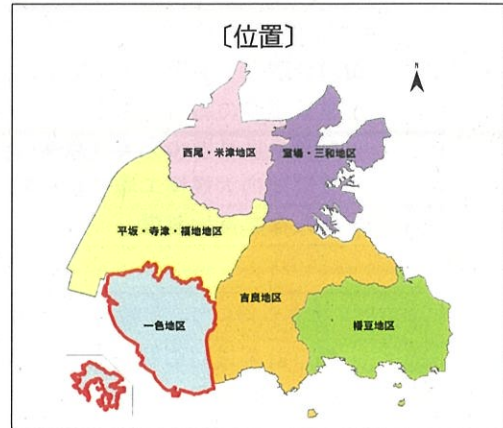 〔位置〕
N
西尾・米津地区
室場・三和地区
平坂・寺津・福地地区
吉良地区
一色地区
幡豆地区